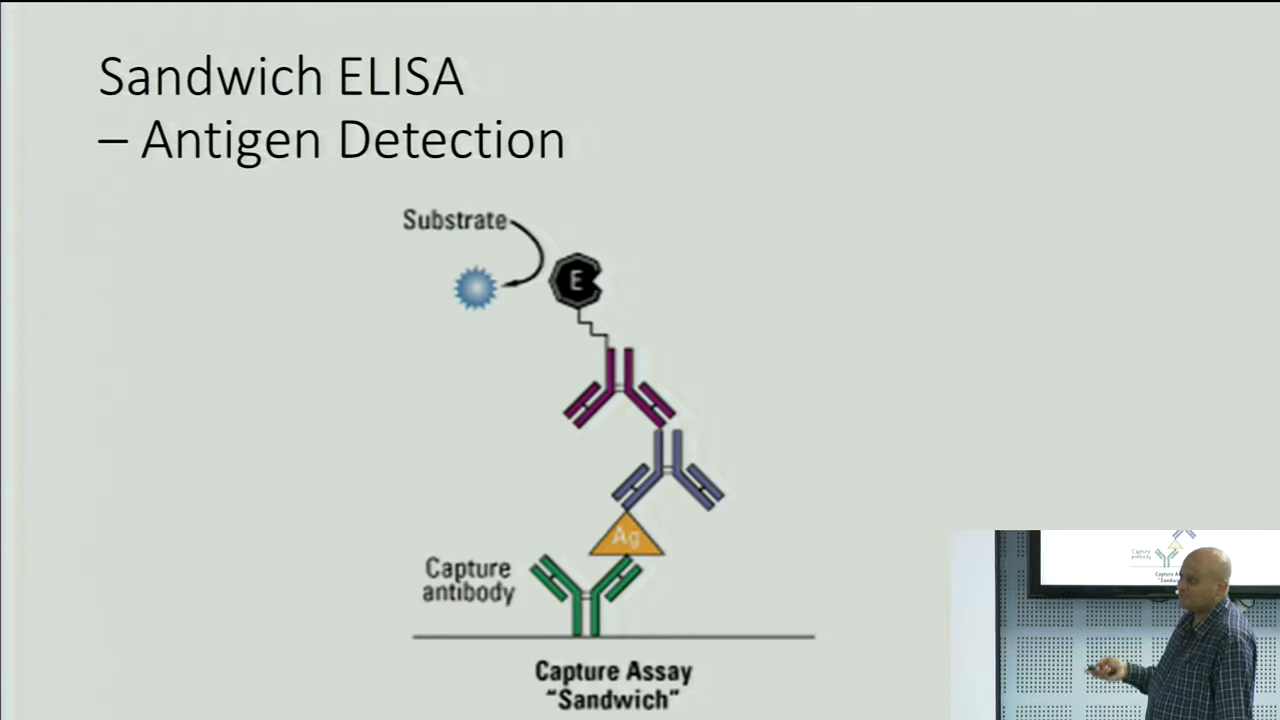 Sandwich ELISA
– Antigen Detection
Substrate
E
Ag
Capture
antibody
Capture Assay
"Sandwich"